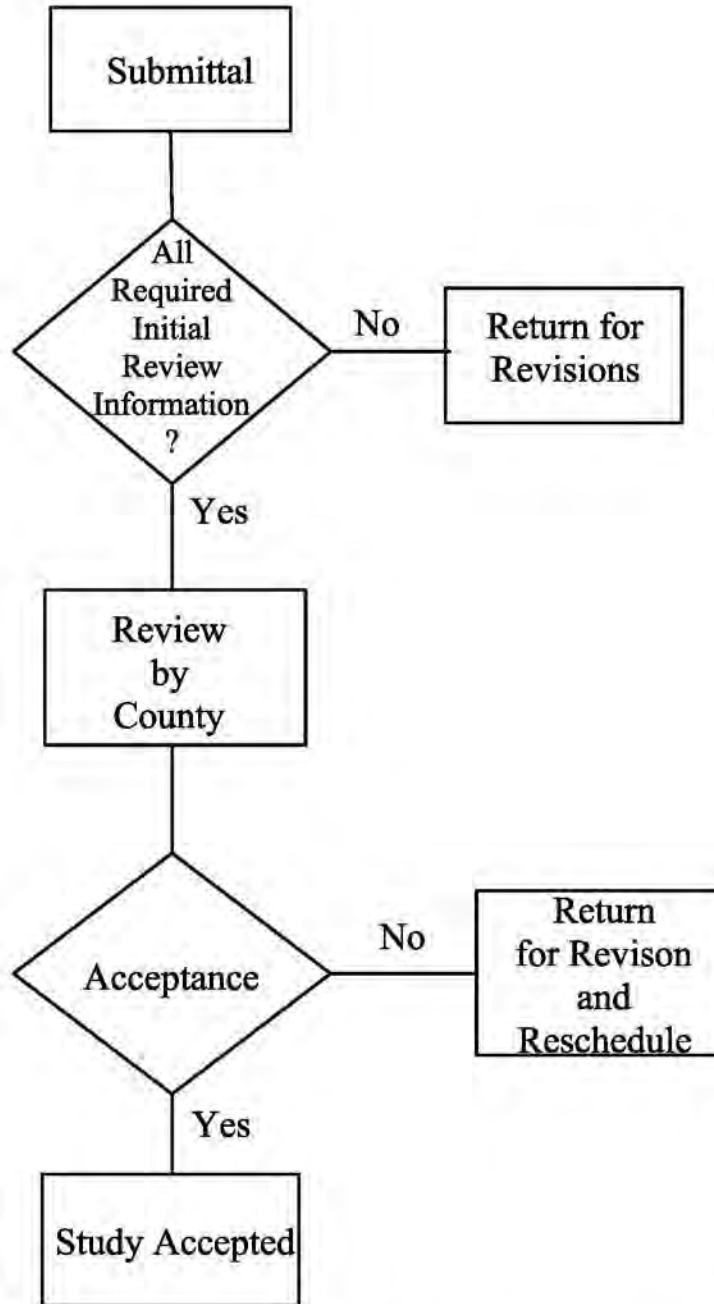 Submittal
All
Required
Initial
Review
Information
?
No
Return for
Revisions
Yes
Review
by
County
Acceptance
No
Return
for Revison
and
Reschedule
Yes
Study Accepted